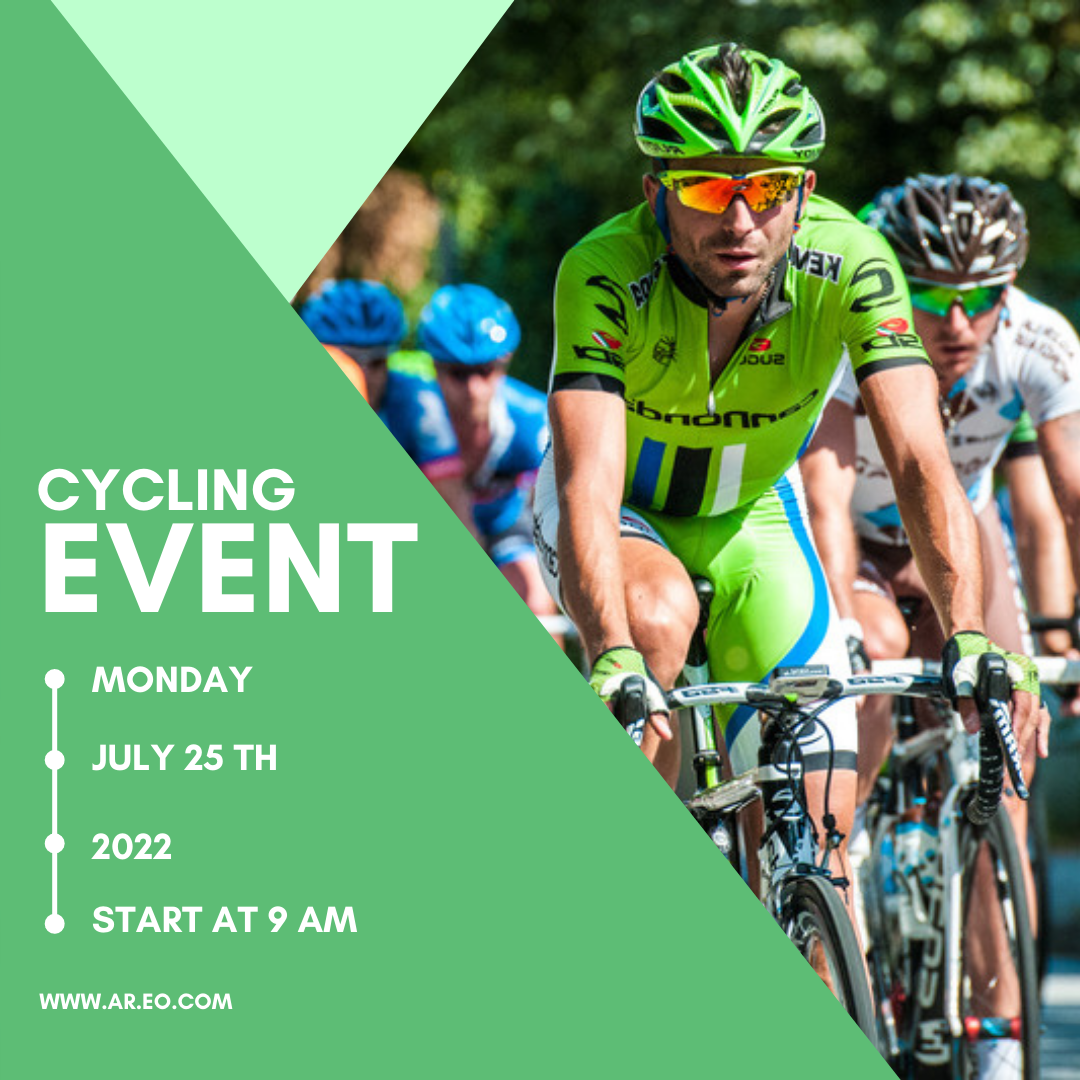 CYCLING
EVENT
MONDAY
JULY 25 TH
2022
START AT 9 AM
WWW.AR.EO.COM